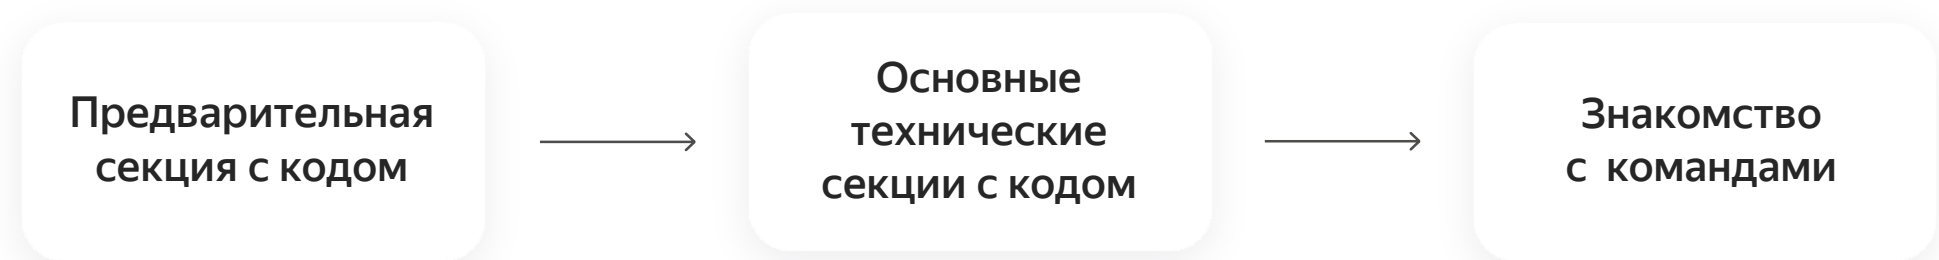 Предварительная
секция с кодом
Основные
технические
секции с кодом
Знакомство
с командами